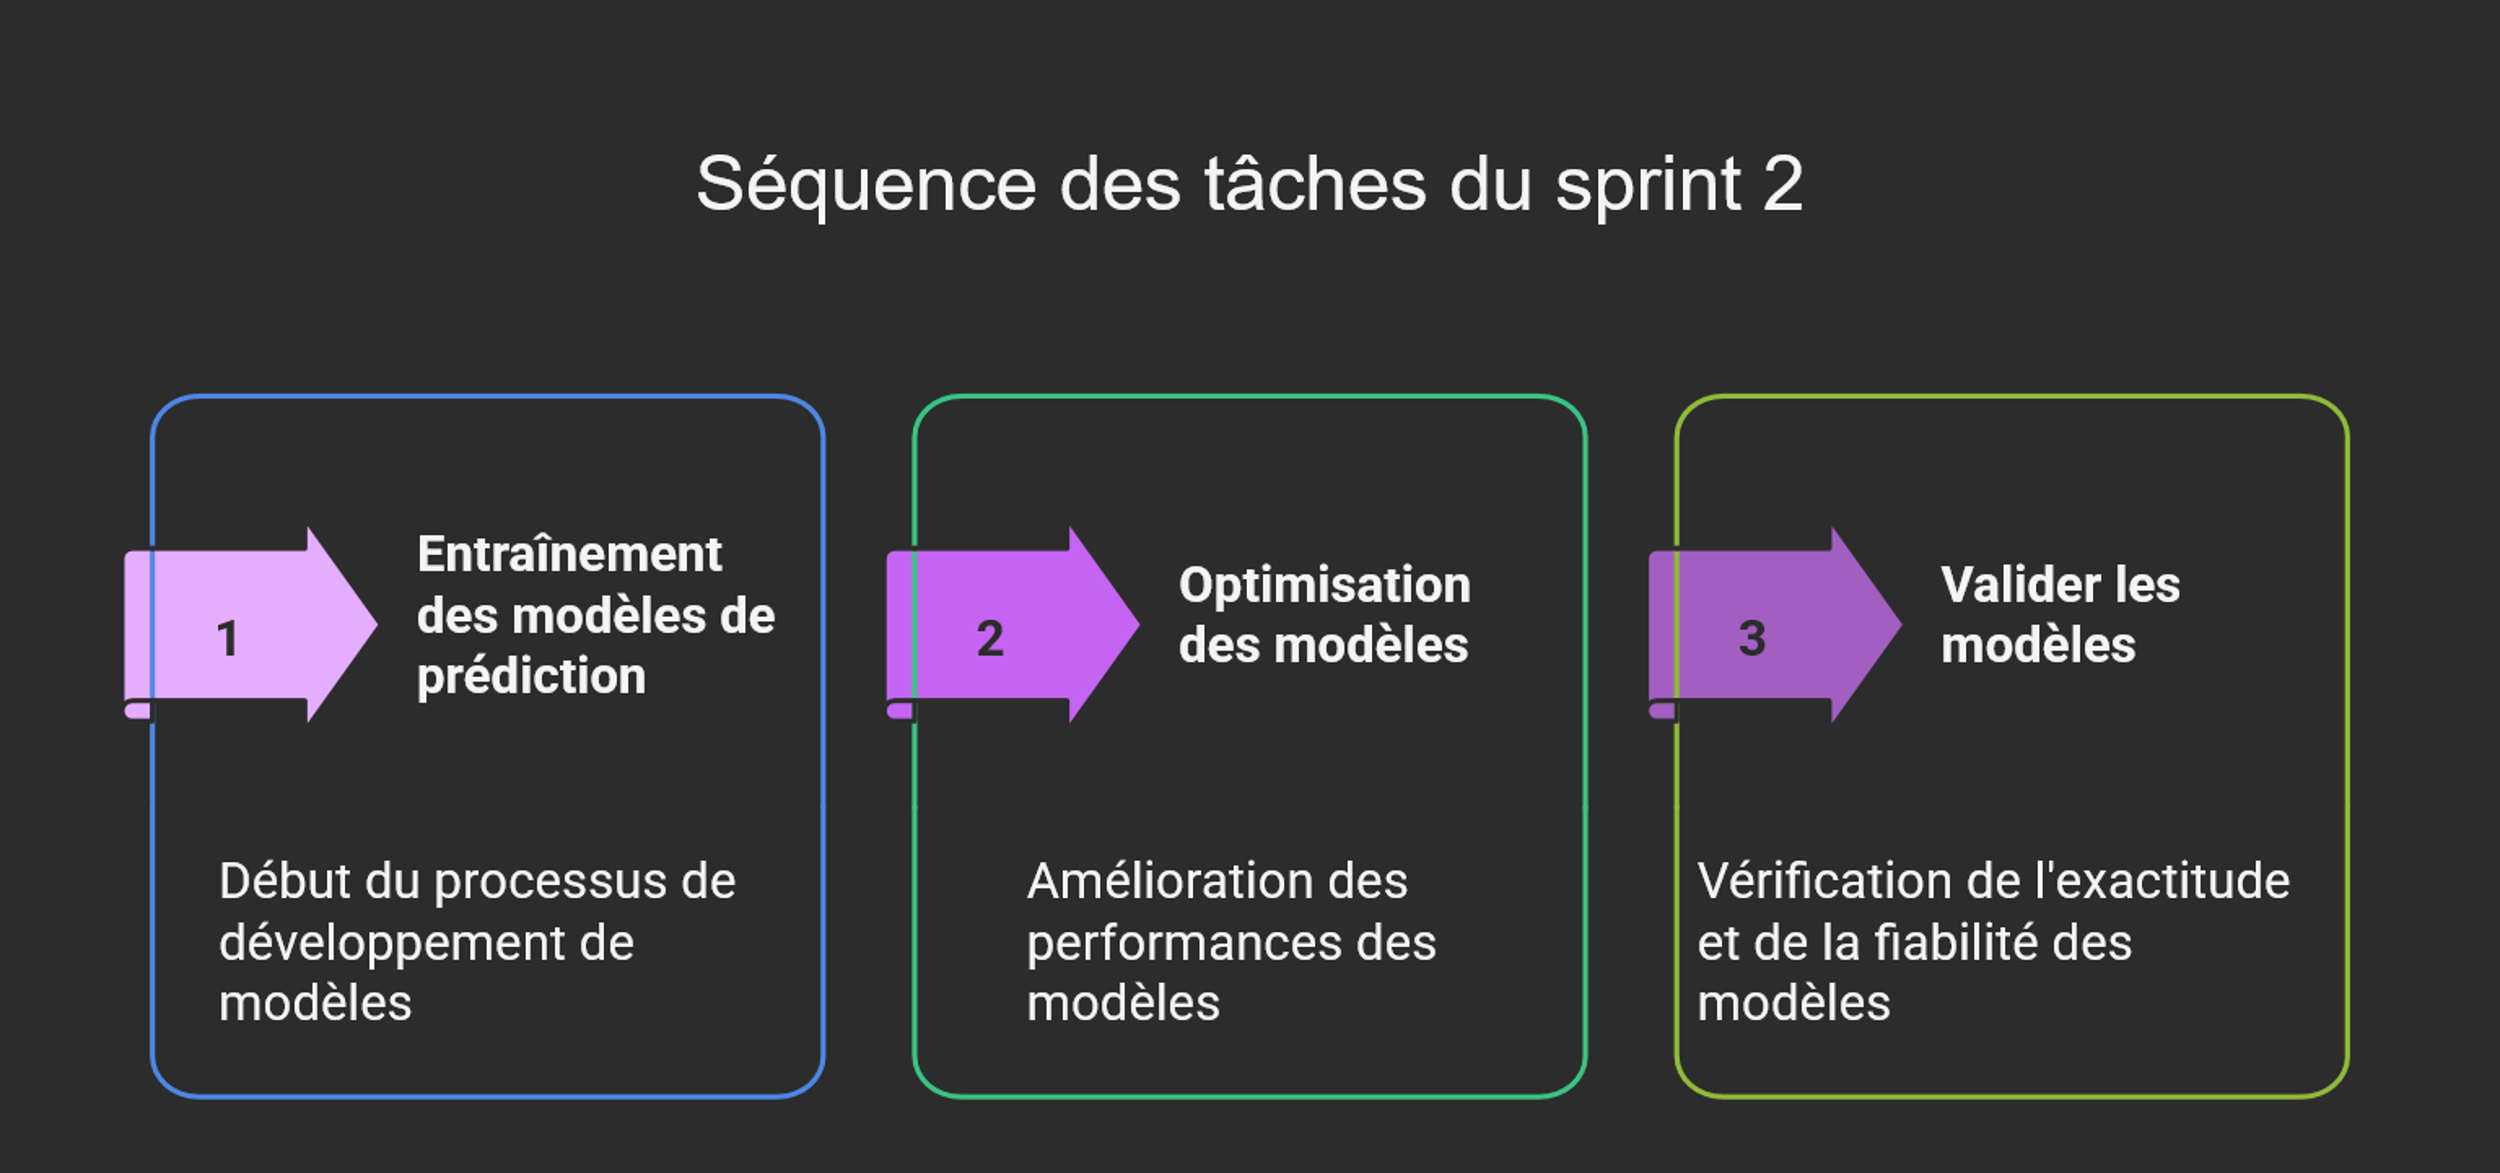 Séquence des tâches du sprint 2
1
Entraînement
des modèles de
prédiction
Début du processus de
développement de
modèles
2
Optimisation
des modèles
Amélioration des
performances des
modèles
3
Valider les
modèles
Vérification de l'exactitude
et de la fiabilité des
modèles